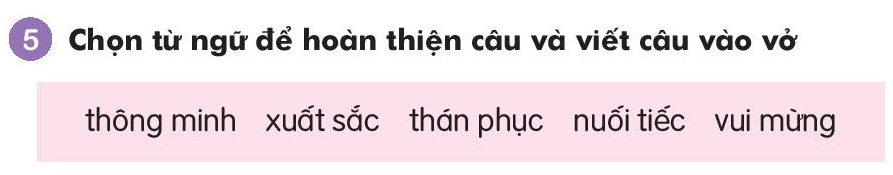 5 Chọn từ ngữ để hoàn thiện câu và viết câu vào vở
thông minh xuất sắc thán phục nuối tiếc vui mừng